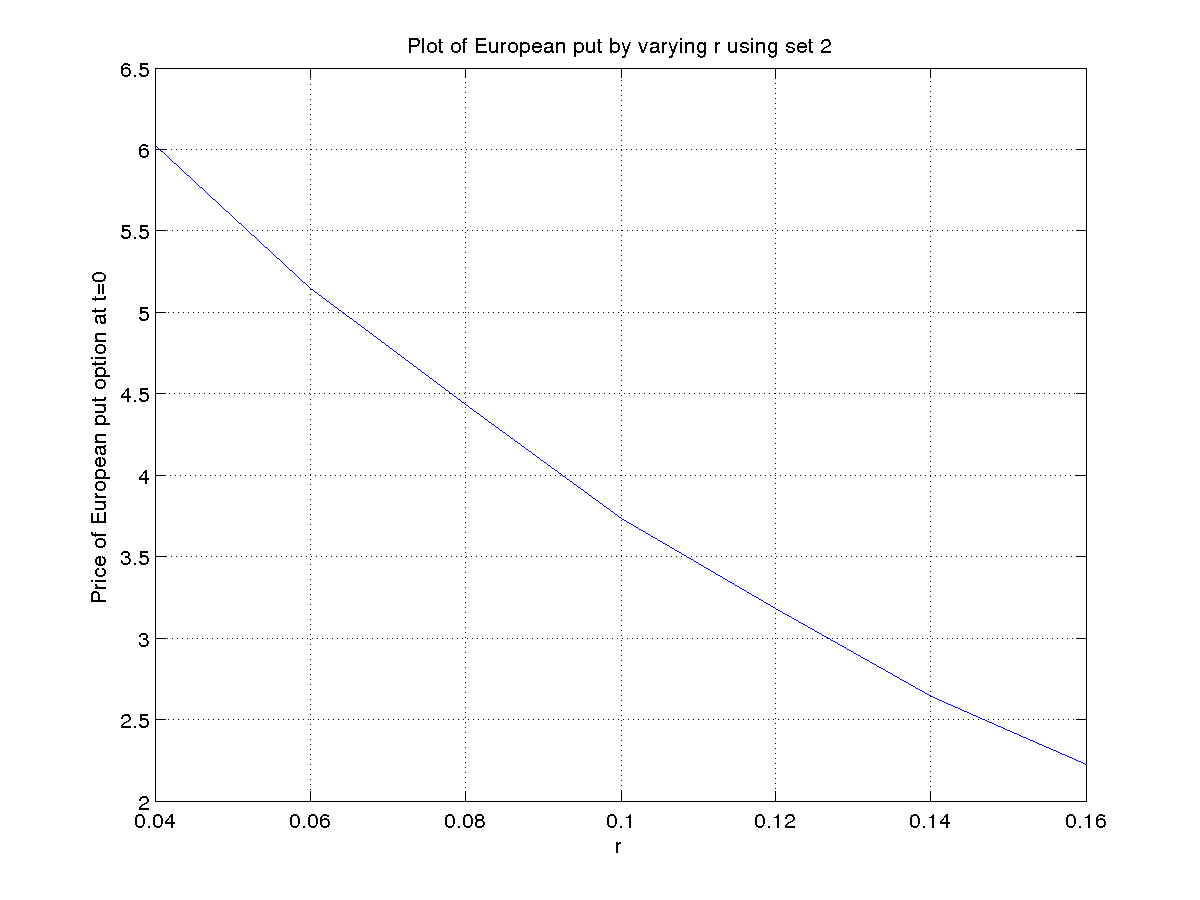 Plot of European put by varying r using set 2
6.5
6
5.5
5
4.5
4
3.5
3
2.5
2
Price of European put option at t=0
0.04 0.06 0.08 0.1 0.12 0.14 0.16
r